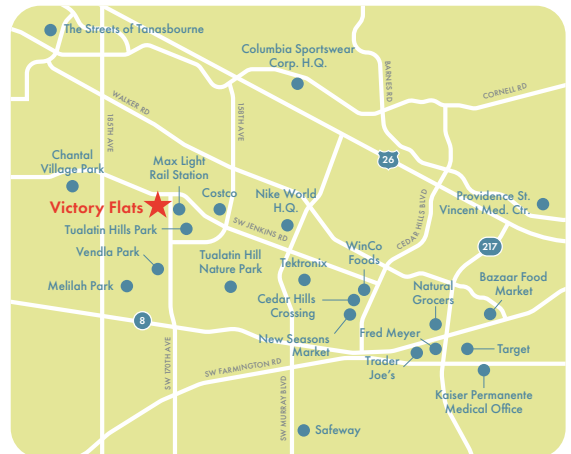 The Streets of Tanasbourne
Columbia Sportswear
Corp. H.Q.
BARNES RD
CORNELL RD
WALKER RD
185TH AVE
158TH AVE
26
Chantal
Village Park
Max Light
Rail Station
Victory Flats
Costco
Nike World
H.Q.
Providence St.
Vincent Med. Ctr.
CEDAR HILLS BLVD
Tualatin Hills Park
SW JENKINS RD
217
Vendla Park
Tualatin Hill
Nature Park
Tektronix
WinCo
Foods
Melilah Park
Cedar Hills
Crossing
Natural
Grocers
Bazaar Food
Market
8
New Seasons
Market
Fred Meyer
Target
Trader
Joe's
SW 170TH AVE
SW FARMINGTON RD
SW MURRAY BLVD
Kaiser Permanente
Medical Office
Safeway